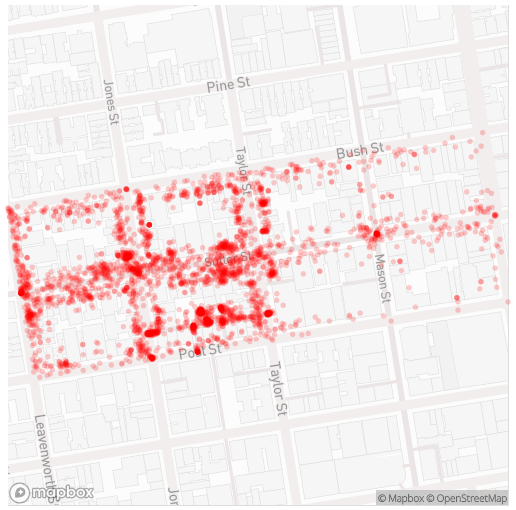 Jones St
Pine St
Taylor St
Bush St
Sutter St
Mason St
Post St
Taylor St
Leavenworth S
Jo
mapbox
© Mapbox © OpenStreetMap